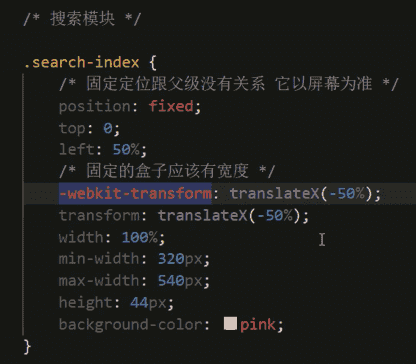 /* 搜索模块 */
.search-index {
/* 固定定位跟父级没有关系 它以屏幕为准 */
position: fixed;
top: 0;
left: 50%;
/* 固定的盒子应该有宽度 */
-webkit-transform: translateX(-50%);
transform: translateX(-50%);
width: 100%;
min-width: 320px;
max-width: 540px;
height: 44px;
background-color: pink;
}